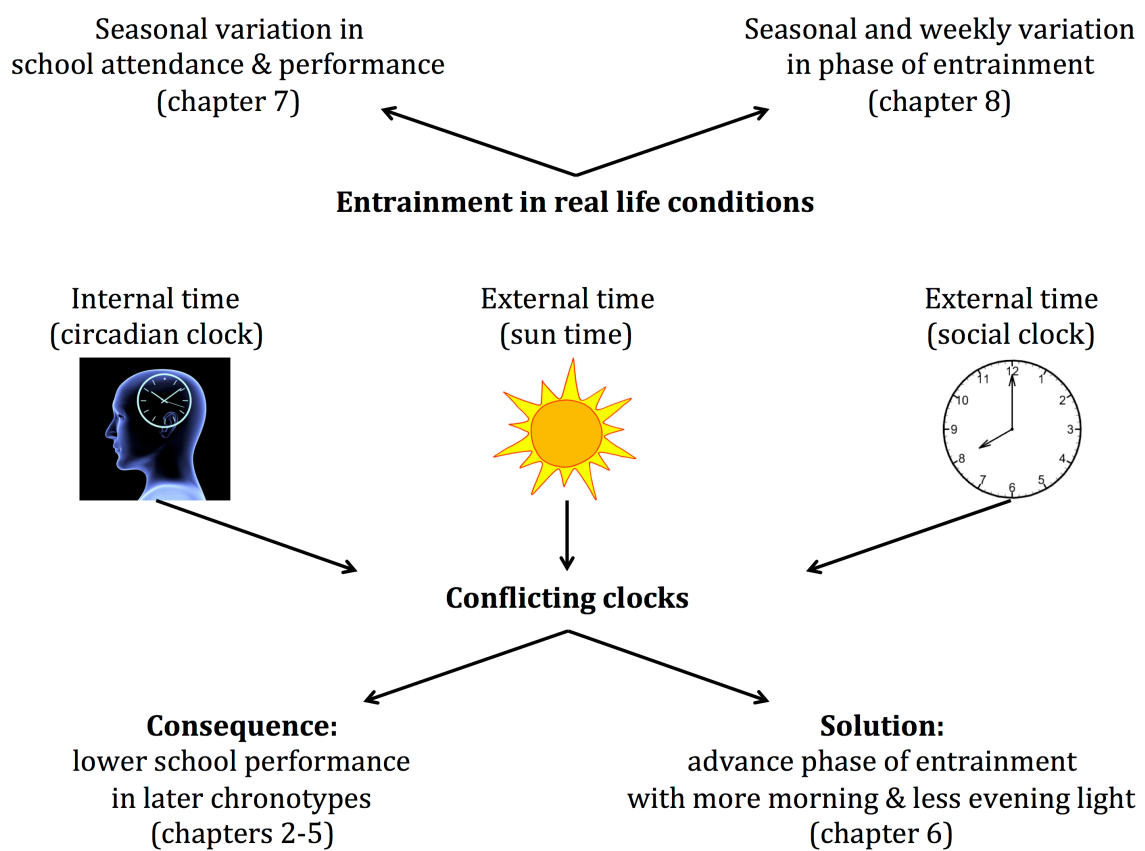 Seasonal variation in
school attendance & performance
(chapter 7)
Seasonal and weekly variation
in phase of entrainment
(chapter 8)
Entrainment in real life conditions
Internal time
(circadian clock)
External time
(sun time)
External time
(social clock)
12
1
2
3
4
5
6
7
8
9
10
11
Conflicting clocks
Consequence:
lower school performance
in later chronotypes
(chapters 2-5)
Solution:
advance phase of entrainment
with more morning & less evening light
(chapter 6)